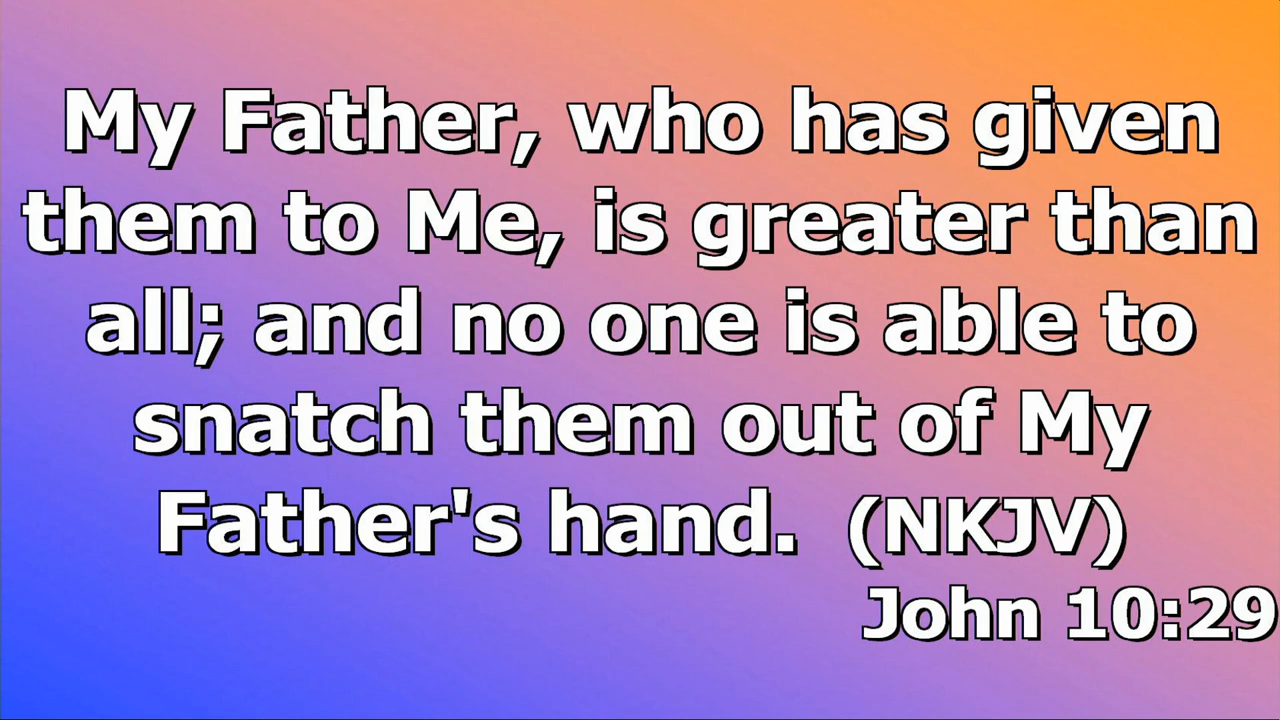 My Father, who has given
them to Me, is greater than
all; and no one is able to
snatch them out of My
Father's hand.  (NKJV)
John 10:29